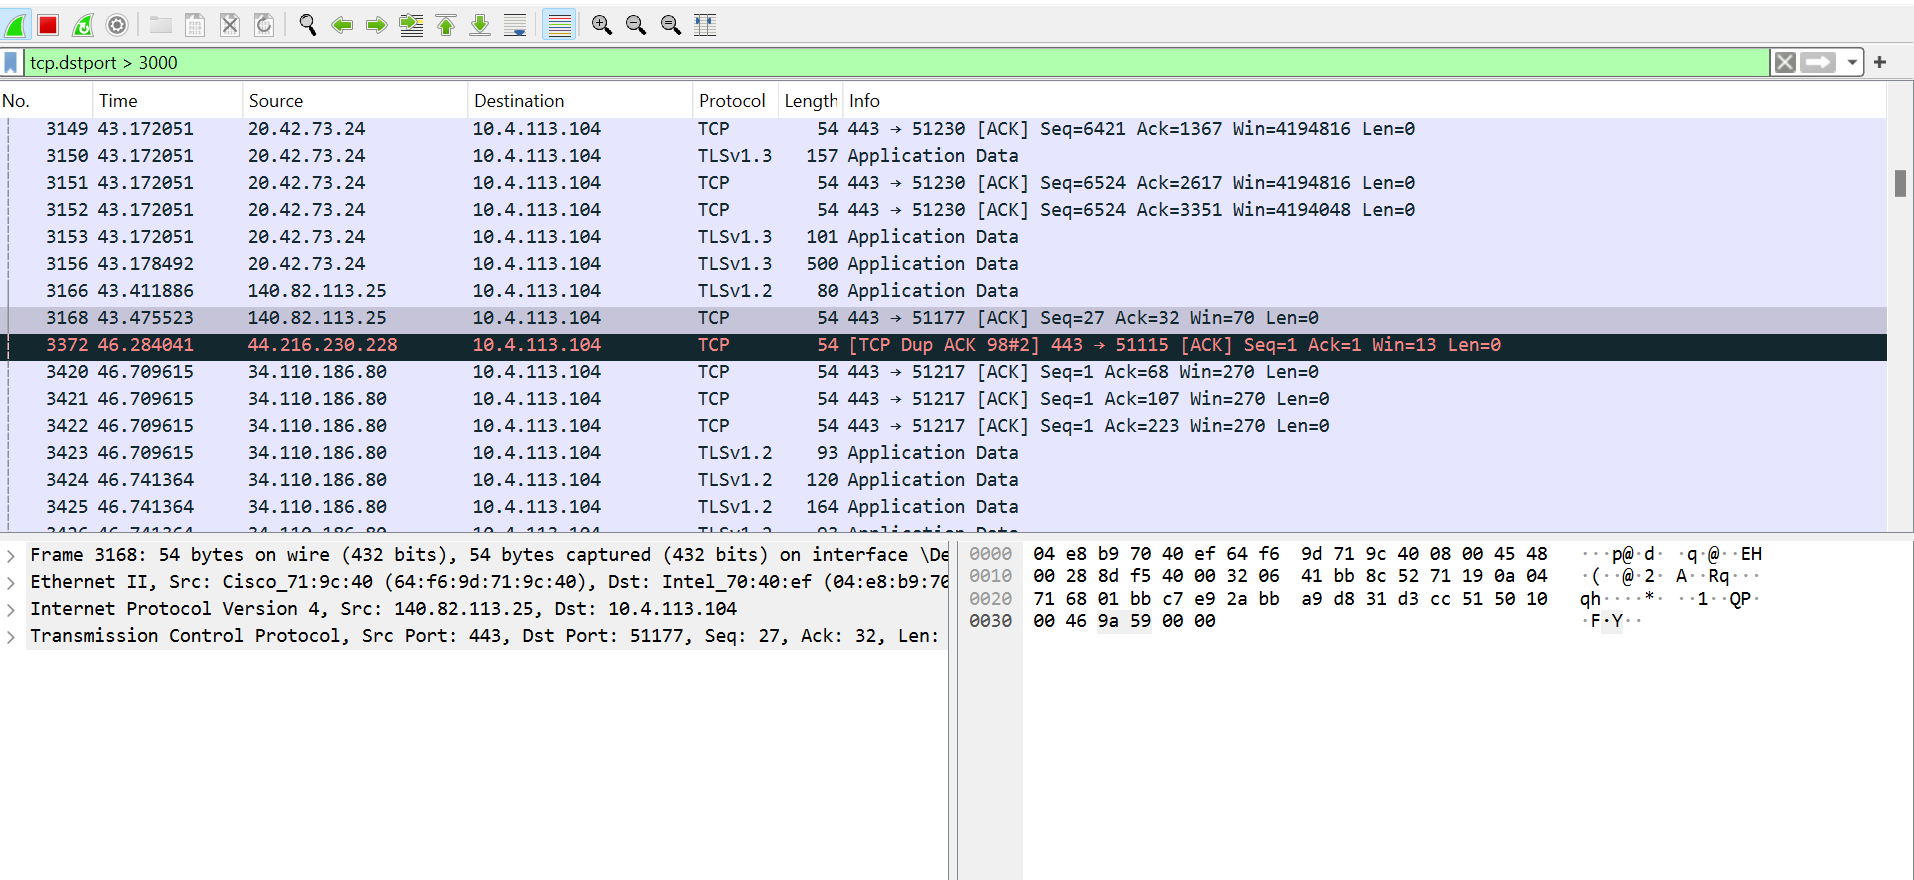 tcp.dstport > 3000
No. Time Source Destination Protocol Length Info
3149 43.172051 20.42.73.24 10.4.113.104 TCP 54 443 → 51230 [ACK] Seq=6421 Ack=1367 Win=4194816 Len=0
3150 43.172051 20.42.73.24 10.4.113.104 TLSv1.3 157 Application Data
3151 43.172051 20.42.73.24 10.4.113.104 TCP 54 443 → 51230 [ACK] Seq=6524 Ack=2617 Win=4194816 Len=0
3152 43.172051 20.42.73.24 10.4.113.104 TCP 54 443 → 51230 [ACK] Seq=6524 Ack=3351 Win=4194048 Len=0
3153 43.172051 20.42.73.24 10.4.113.104 TLSv1.3 101 Application Data
3156 43.178492 20.42.73.24 10.4.113.104 TLSv1.3 500 Application Data
3166 43.411886 140.82.113.25 10.4.113.104 TLSv1.2 80 Application Data
3168 43.475523 140.82.113.25 10.4.113.104 TCP 54 443 → 51177 [ACK] Seq=27 Ack=32 Win=70 Len=0
3372 46.284041 44.216.230.228 10.4.113.104 TCP 54 [TCP Dup ACK 98#2] 443 → 51115 [ACK] Seq=1 Ack=1 Win=13 Len=0
3420 46.709615 34.110.186.80 10.4.113.104 TCP 54 443 → 51217 [ACK] Seq=1 Ack=68 Win=270 Len=0
3421 46.709615 34.110.186.80 10.4.113.104 TCP 54 443 → 51217 [ACK] Seq=1 Ack=107 Win=270 Len=0
3422 46.709615 34.110.186.80 10.4.113.104 TCP 54 443 → 51217 [ACK] Seq=1 Ack=223 Win=270 Len=0
3423 46.709615 34.110.186.80 10.4.113.104 TLSv1.2 93 Application Data
3424 46.741364 34.110.186.80 10.4.113.104 TLSv1.2 120 Application Data
3425 46.741364 34.110.186.80 10.4.113.104 TLSv1.2 164 Application Data
3426 46.741364 34.110.186.80 10.4.113.104 TLSv1.2 93 Application Data
Frame 3168: 54 bytes on wire (432 bits), 54 bytes captured (432 bits) on interface \De
Ethernet II, Src: Cisco_71:9c:40 (64:f6:9d:71:9c:40), Dst: Intel_70:40:ef (04:e8:b9:70
Internet Protocol Version 4, Src: 140.82.113.25, Dst: 10.4.113.104
Transmission Control Protocol, Src Port: 443, Dst Port: 51177, Seq: 27, Ack: 32, Len:
0000 04 e8 b9 70 40 ef 64 f6 9d 71 9c 40 08 00 45 48 ···p@·d· ·q·@··EH
0010 00 28 8d f5 40 00 32 06 41 bb 8c 52 71 19 0a 04 ·(··@·2· A··Rq···
0020 71 68 01 bb c7 e9 2a bb a9 d8 31 d3 cc 51 50 10 qh····*· ··1··QP·
0030 00 46 9a 59 00 00 ·F·Y··